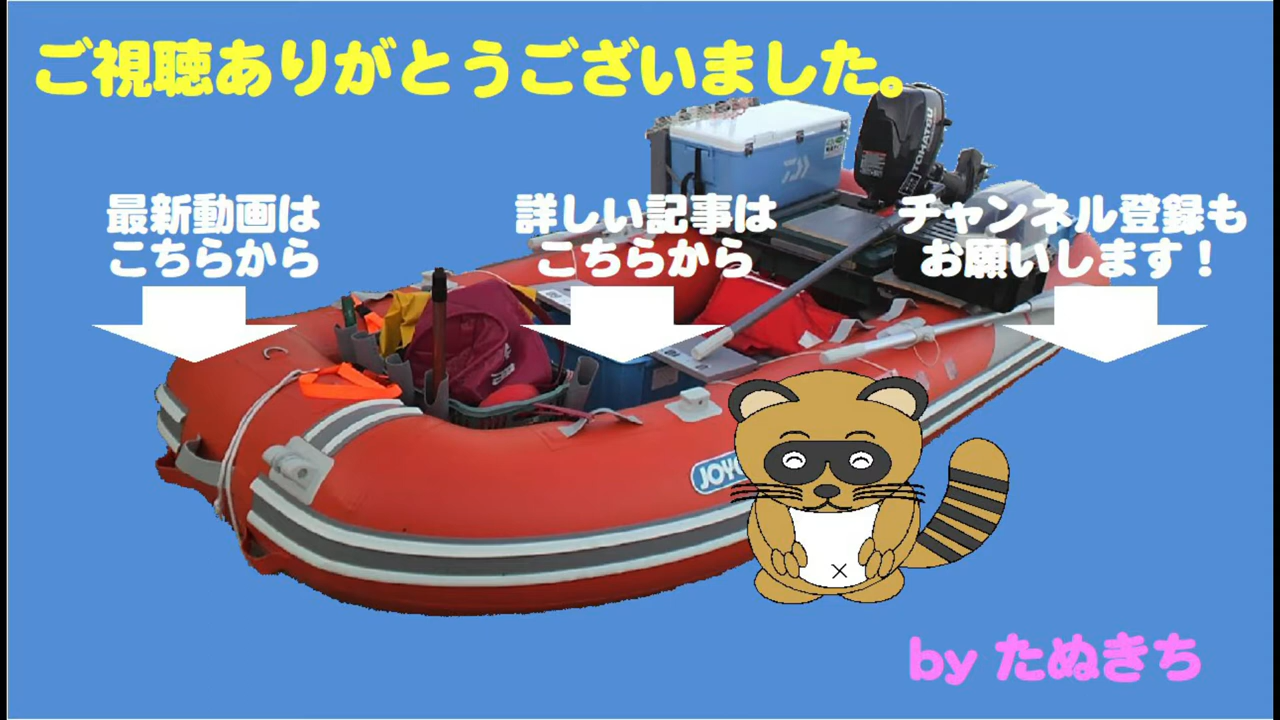 ご視聴ありがとうございました。
最新動画は
こちらから
詳しい記事は
こちらから
チャンネル登録も
お願いします！
TOHATSU
by たぬきち